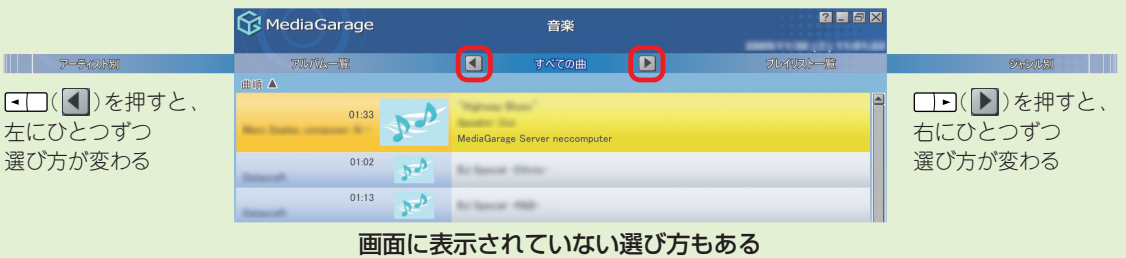 MediaGarage
音楽
アーティスト別
アルバム一覧
すべての曲
プレイリスト一覧
ジャンル別
曲順 ▲
(◀)を押すと、
左にひとつずつ
選び方が変わる
01:33
MediaGarage Server neccomputer
01:02
01:13
(▶)を押すと、
右にひとつずつ
選び方が変わる
画面に表示されていない選び方もある